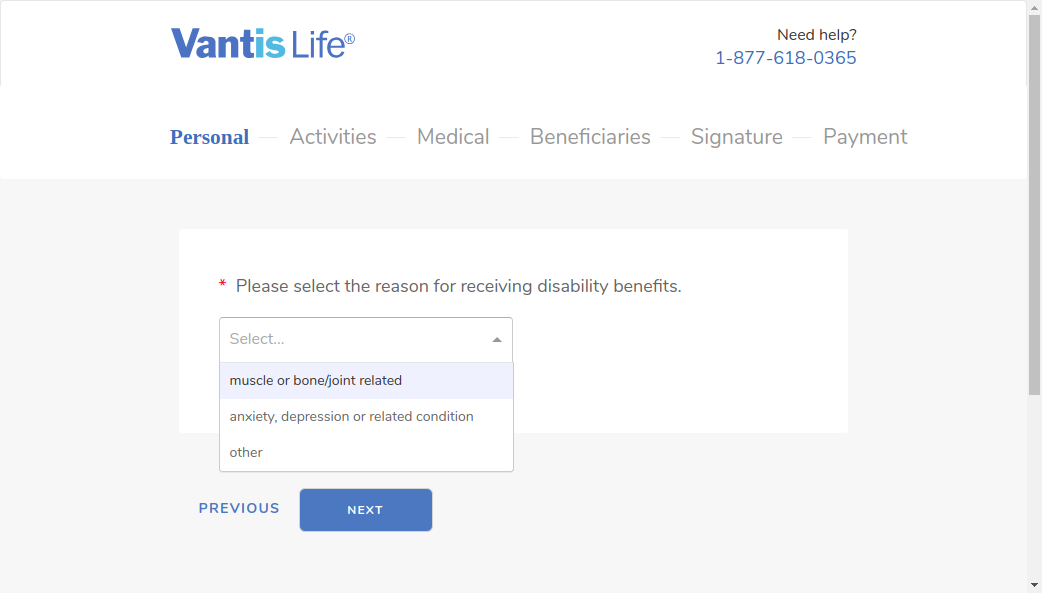 Vantis Life®
Need help?
1-877-618-0365
Personal Activities Medical Beneficiaries Signature Payment
* Please select the reason for receiving disability benefits.
Select...
muscle or bone/joint related
anxiety, depression or related condition
other
PREVIOUS NEXT